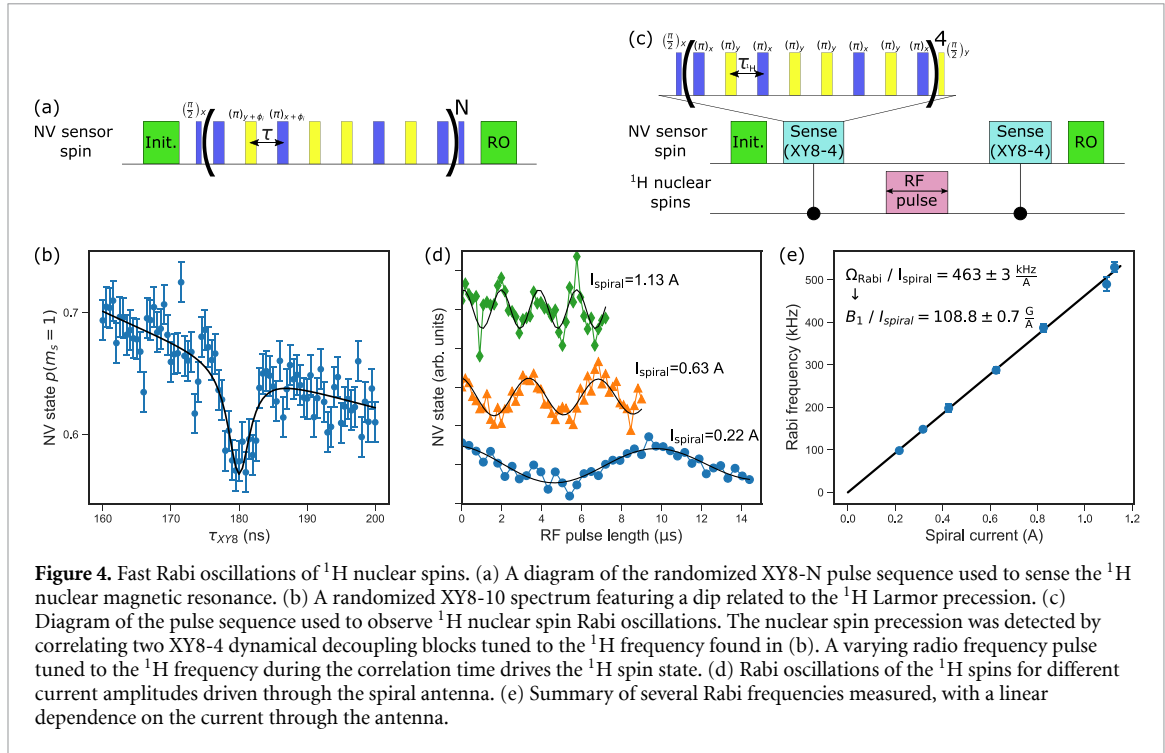 (a)
NV sensor
spin
Init.
(π/2)x
(
(π)y+ϕi
(π)x+ϕi
τ
)
N
RO
(c)
(π/2)x
(
(π)x
(π)y
(π)x
(π)y
(π)y
(π)x
(π)y
(π)x
)
4
(π/2)y
τ1H
NV sensor
spin
Init.
Sense
(XY8-4)
Sense
(XY8-4)
RO
1H nuclear
spins
RF
pulse
(b)
NV state p(ms = 1)
0,7
0,6
160
170
180
190
200
τXY8 (ns)
(d)
NV state (arb. units)
Ispiral=1.13 A
Ispiral=0.63 A
Ispiral=0.22 A
0
2
4
6
8
10
12
14
RF pulse length (µs)
(e)
Rabi frequency (kHz)
500
400
300
200
100
0
ΩRabi / Ispiral = 463 ± 3 kHz/A
↓
B1 / Ispiral = 108.8 ± 0.7 G/A
0.0
0.2
0.4
0.6
0.8
1.0
1.2
Spiral current (A)
Figure 4. Fast Rabi oscillations of 1H nuclear spins. (a) A diagram of the randomized XY8-N pulse sequence used to sense the 1H
nuclear magnetic resonance. (b) A randomized XY8-10 spectrum featuring a dip related to the 1H Larmor precession. (c)
Diagram of the pulse sequence used to observe 1H nuclear spin Rabi oscillations. The nuclear spin precession was detected by
correlating two XY8-4 dynamical decoupling blocks tuned to the 1H frequency found in (b). A varying radio frequency pulse
tuned to the 1H frequency during the correlation time drives the 1H spin state. (d) Rabi oscillations of the 1H spins for different
current amplitudes driven through the spiral antenna. (e) Summary of several Rabi frequencies measured, with a linear
dependence on the current through the antenna.